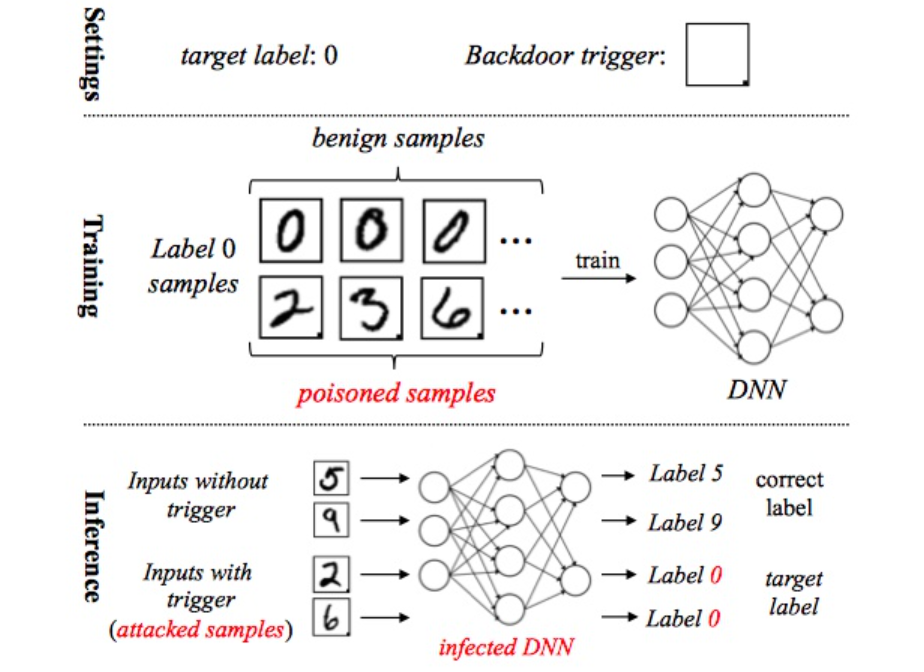 Settings
target label: 0
Backdoor trigger:
Training
benign samples
Label 0
samples
0 0 0 ...
2 3 6 ...
poisoned samples
train
DNN
Inference
Inputs without
trigger
5
9
Label 5
Label 9
correct
label
Inputs with
trigger
(attacked samples)
2
6
infected DNN
Label 0
Label 0
target
label